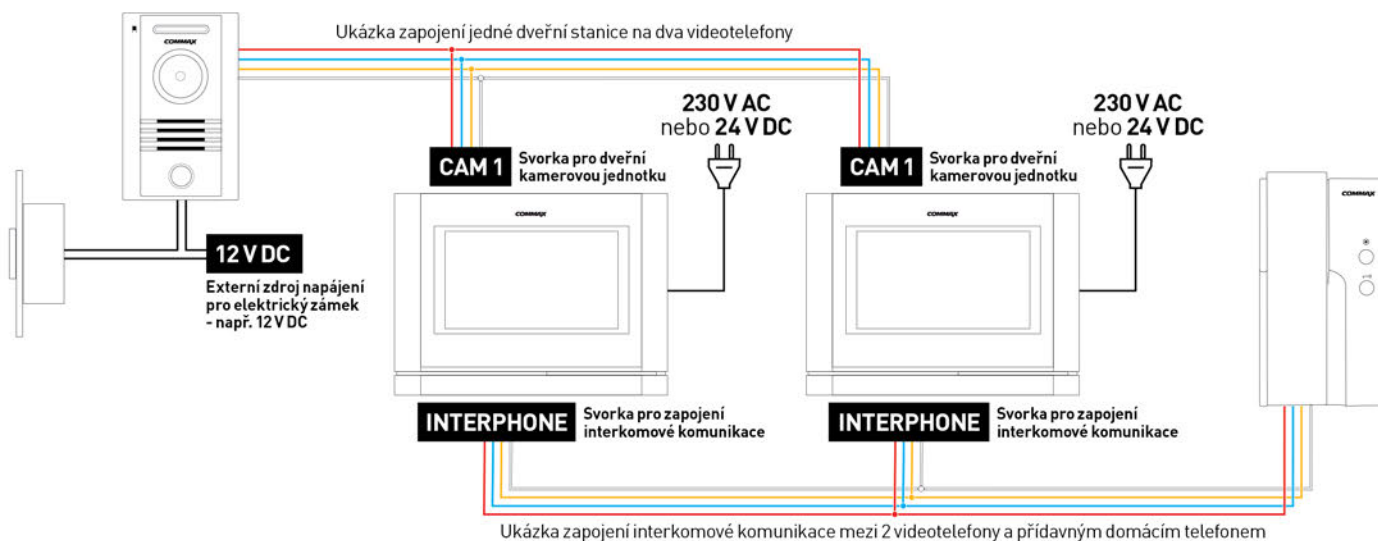 Ukázka zapojení jedné dveřní stanice na dva videotelefony
COMMAX
230 V AC
nebo 24 V DC
230 V AC
nebo 24 V DC
CAM 1
Svorka pro dveřní
kamerovou jednotku
CAM 1
Svorka pro dveřní
kamerovou jednotku
COMMAX
COMMAX
COMMAX
12 V DC
Externí zdroj napájení
pro elektrický zámek
- např. 12 V DC
INTERPHONE
Svorka pro zapojení
interkomové komunikace
INTERPHONE
Svorka pro zapojení
interkomové komunikace
Ukázka zapojení interkomové komunikace mezi 2 videotelefony a přídavným domácím telefonem